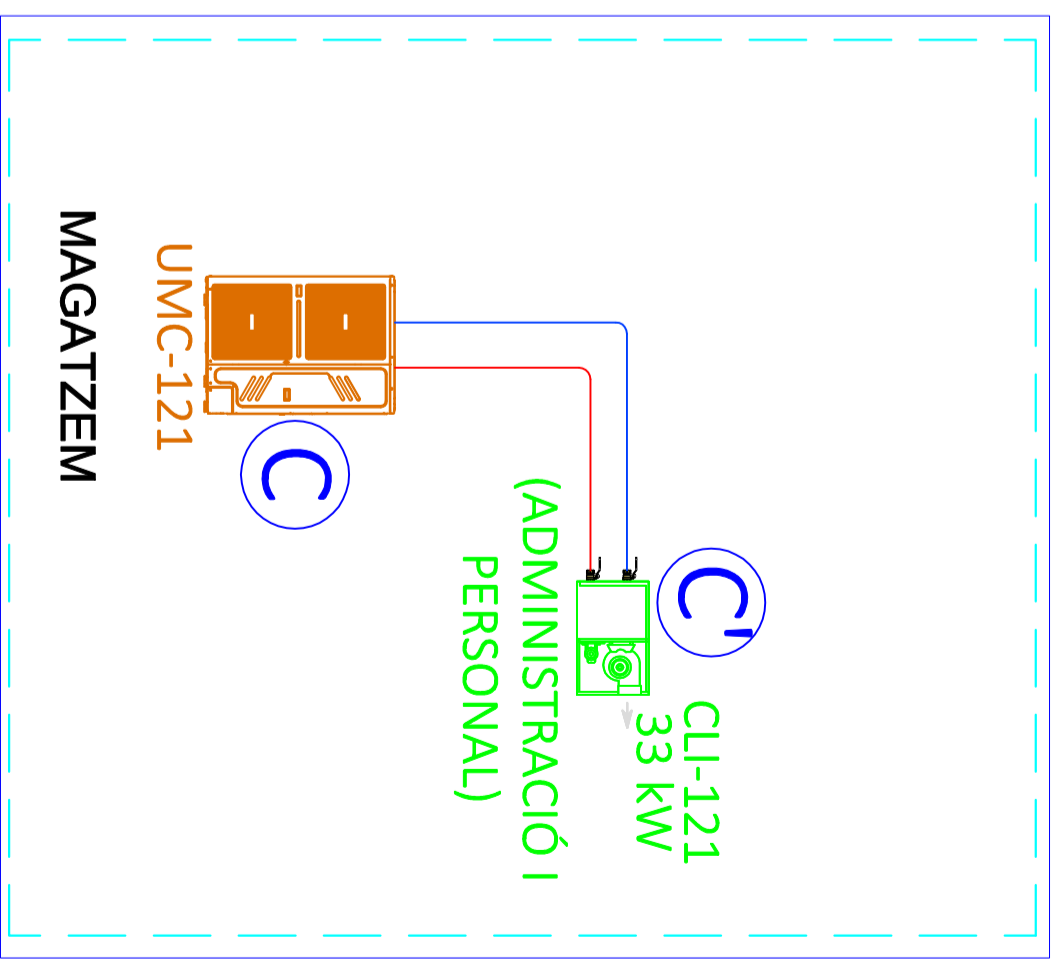 C'
CLI-121
33 kW
(ADMINISTRACIÓ I
PERSONAL)
C
UMC-121
MAGATZEM